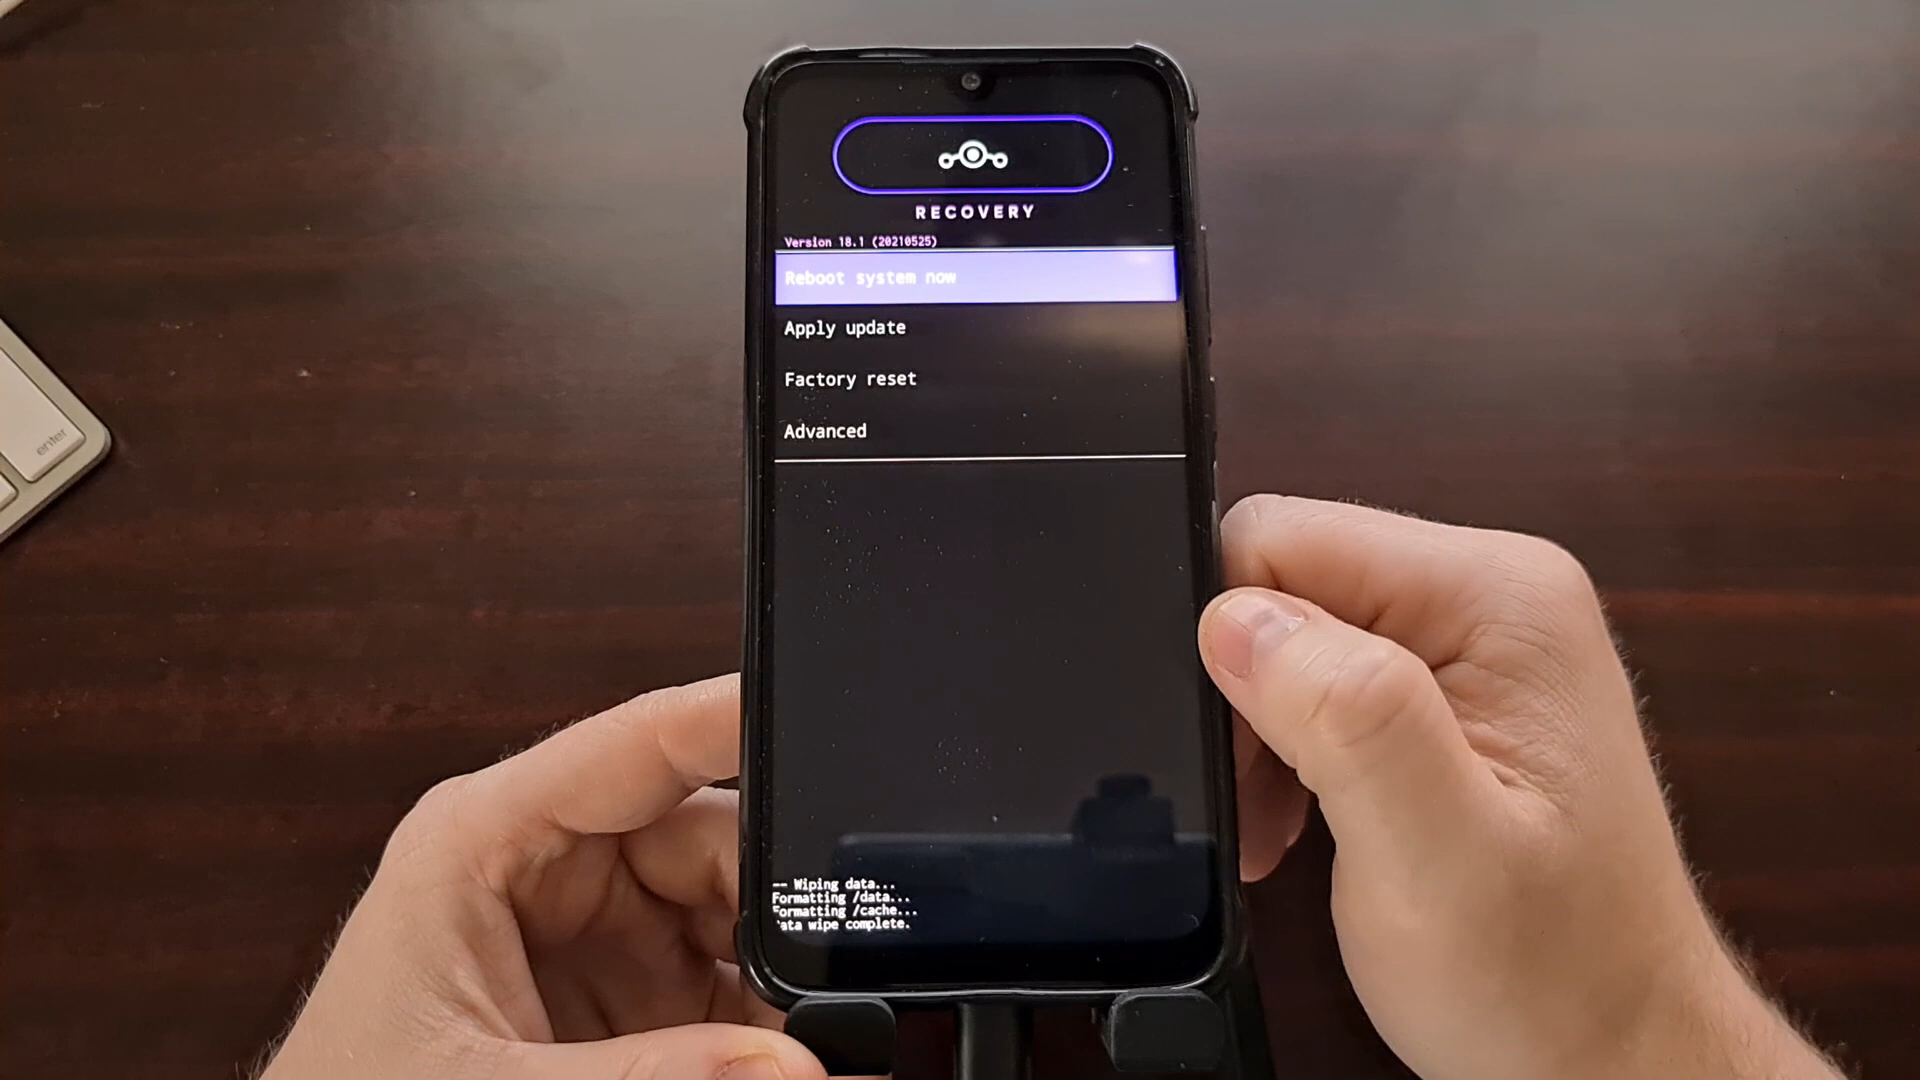 enter
RECOVERY
Version 18.1 (20210525)
Reboot system now
Apply update
Factory reset
Advanced
-- Wiping data...
Formatting /data...
Formatting /cache...
Data wipe complete.